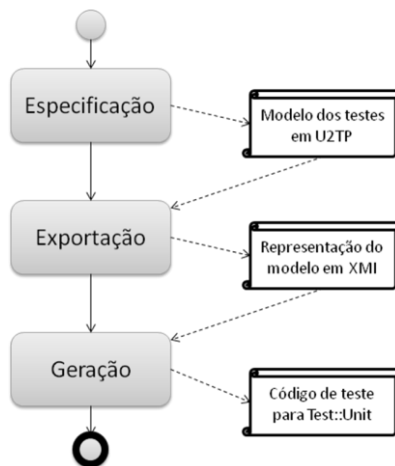 Especificação
Modelo dos testes
em U2TP
Exportação
Representação do
modelo em XMI
Geração
Código de teste
para Test::Unit